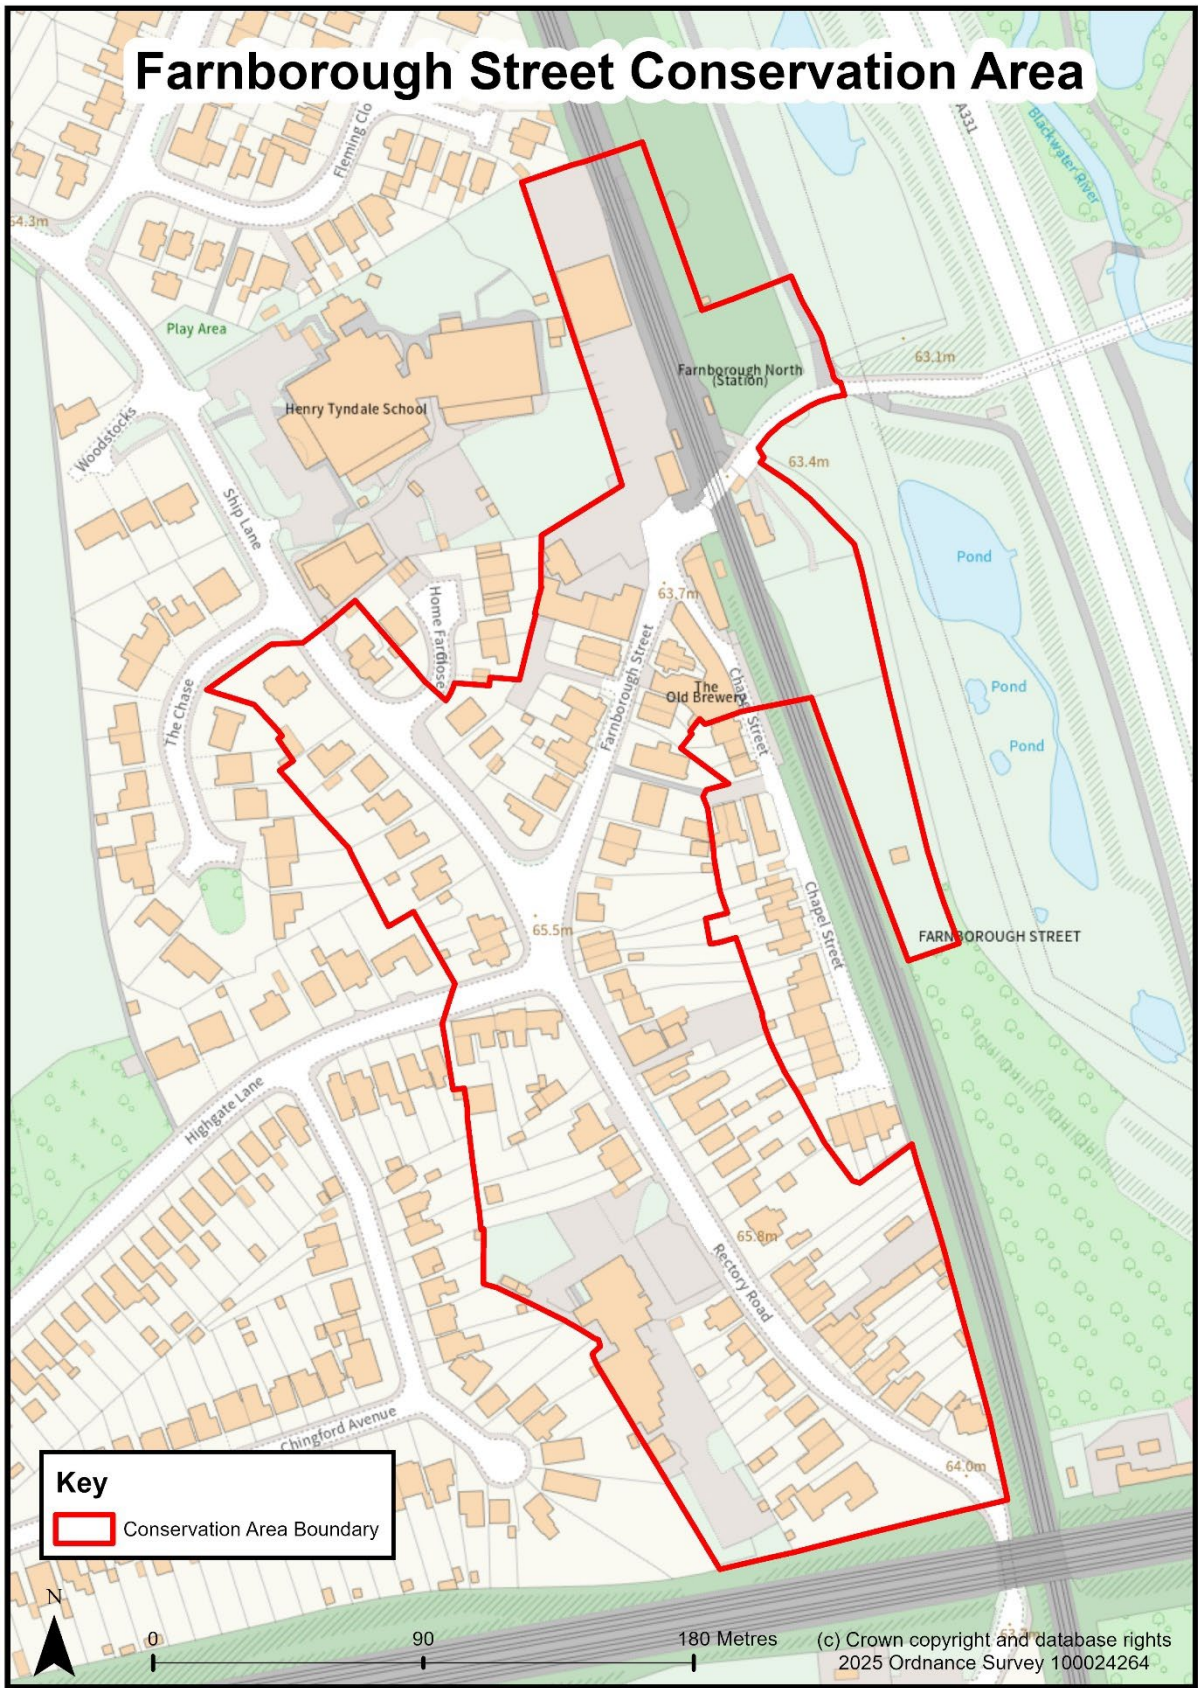 Farnborough Street Conservation Area
Fleming Clo
A331
Blackwater River
64.3m
Play Area
63.1m
Farnborough North
(Station)
Henry Tyndale School
Woodstocks
63.4m
Ship Lane
Pond
Home Far
lose
63.7m
Farnborough Street
The Chase
The
Old Brewery
Chapel Street
Pond
Pond
65.5m
Chapel Street
FARNBOROUGH STREET
Highgate Lane
65.8m
Rectory Road
Chingford Avenue
64.0m
Key
Conservation Area Boundary
N
0 90 180 Metres
(c) Crown copyright and database rights
2025 Ordnance Survey 100024264